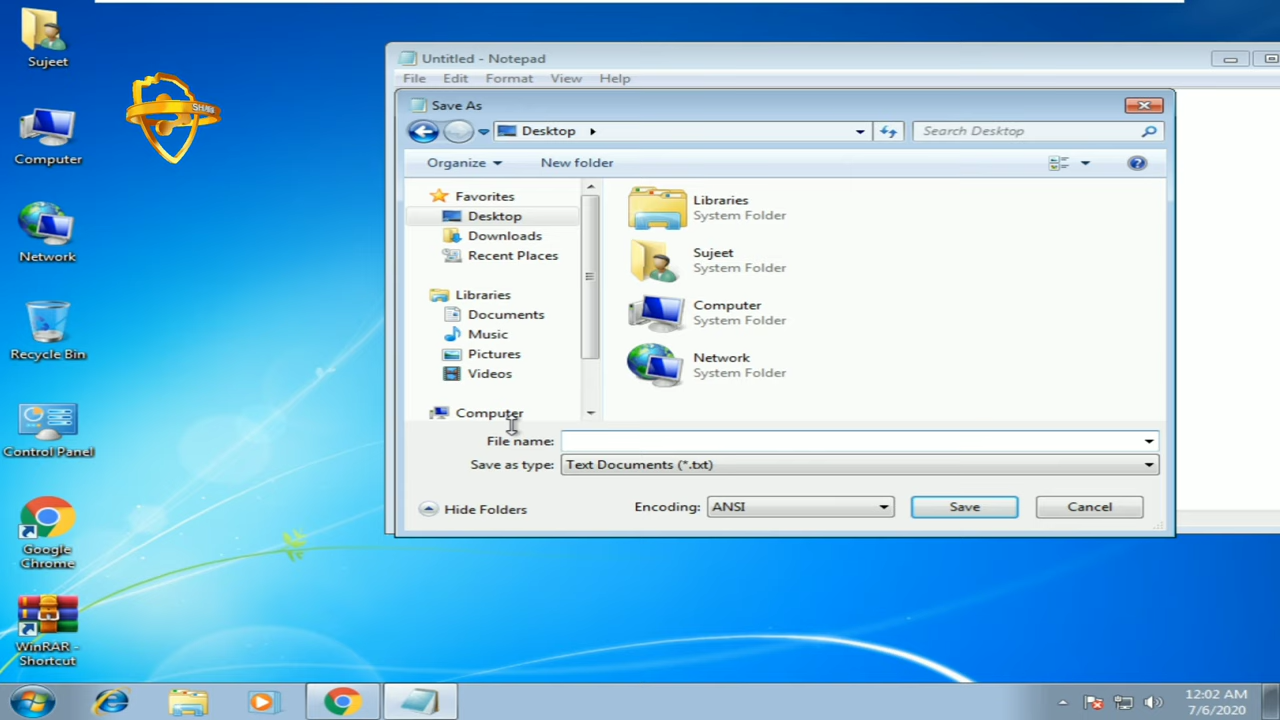 Sujeet
Computer
Network
Recycle Bin
Control Panel
Google
Chrome
WinRAR -
Shortcut
Untitled - Notepad
File Edit Format View Help
Save As
Desktop
Search Desktop
Organize New folder
Favorites
Desktop
Downloads
Recent Places
Libraries
Documents
Music
Pictures
Videos
Computer
Libraries
System Folder
Sujeet
System Folder
Computer
System Folder
Network
System Folder
File name:
Save as type: Text Documents (*.txt)
Hide Folders Encoding: ANSI Save Cancel
12:02 AM
7/6/2020